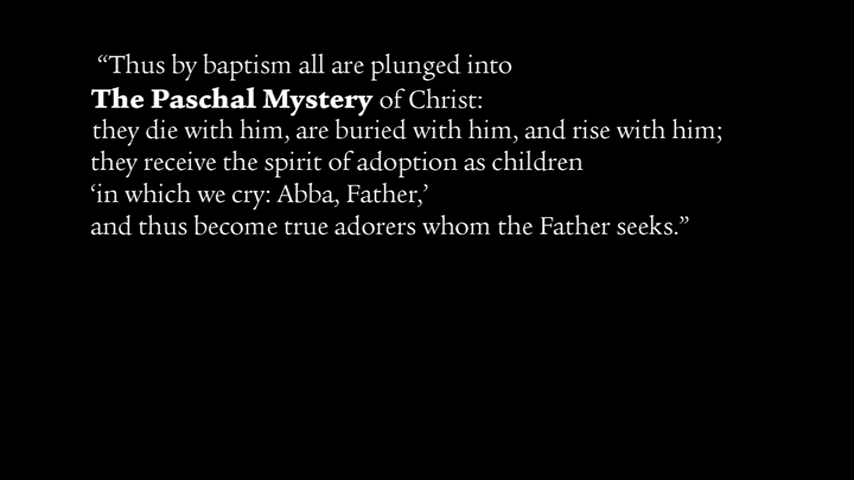 “Thus by baptism all are plunged into
The Paschal Mystery of Christ:
they die with him, are buried with him, and rise with him;
they receive the spirit of adoption as children
‘in which we cry: Abba, Father,’
and thus become true adorers whom the Father seeks.”